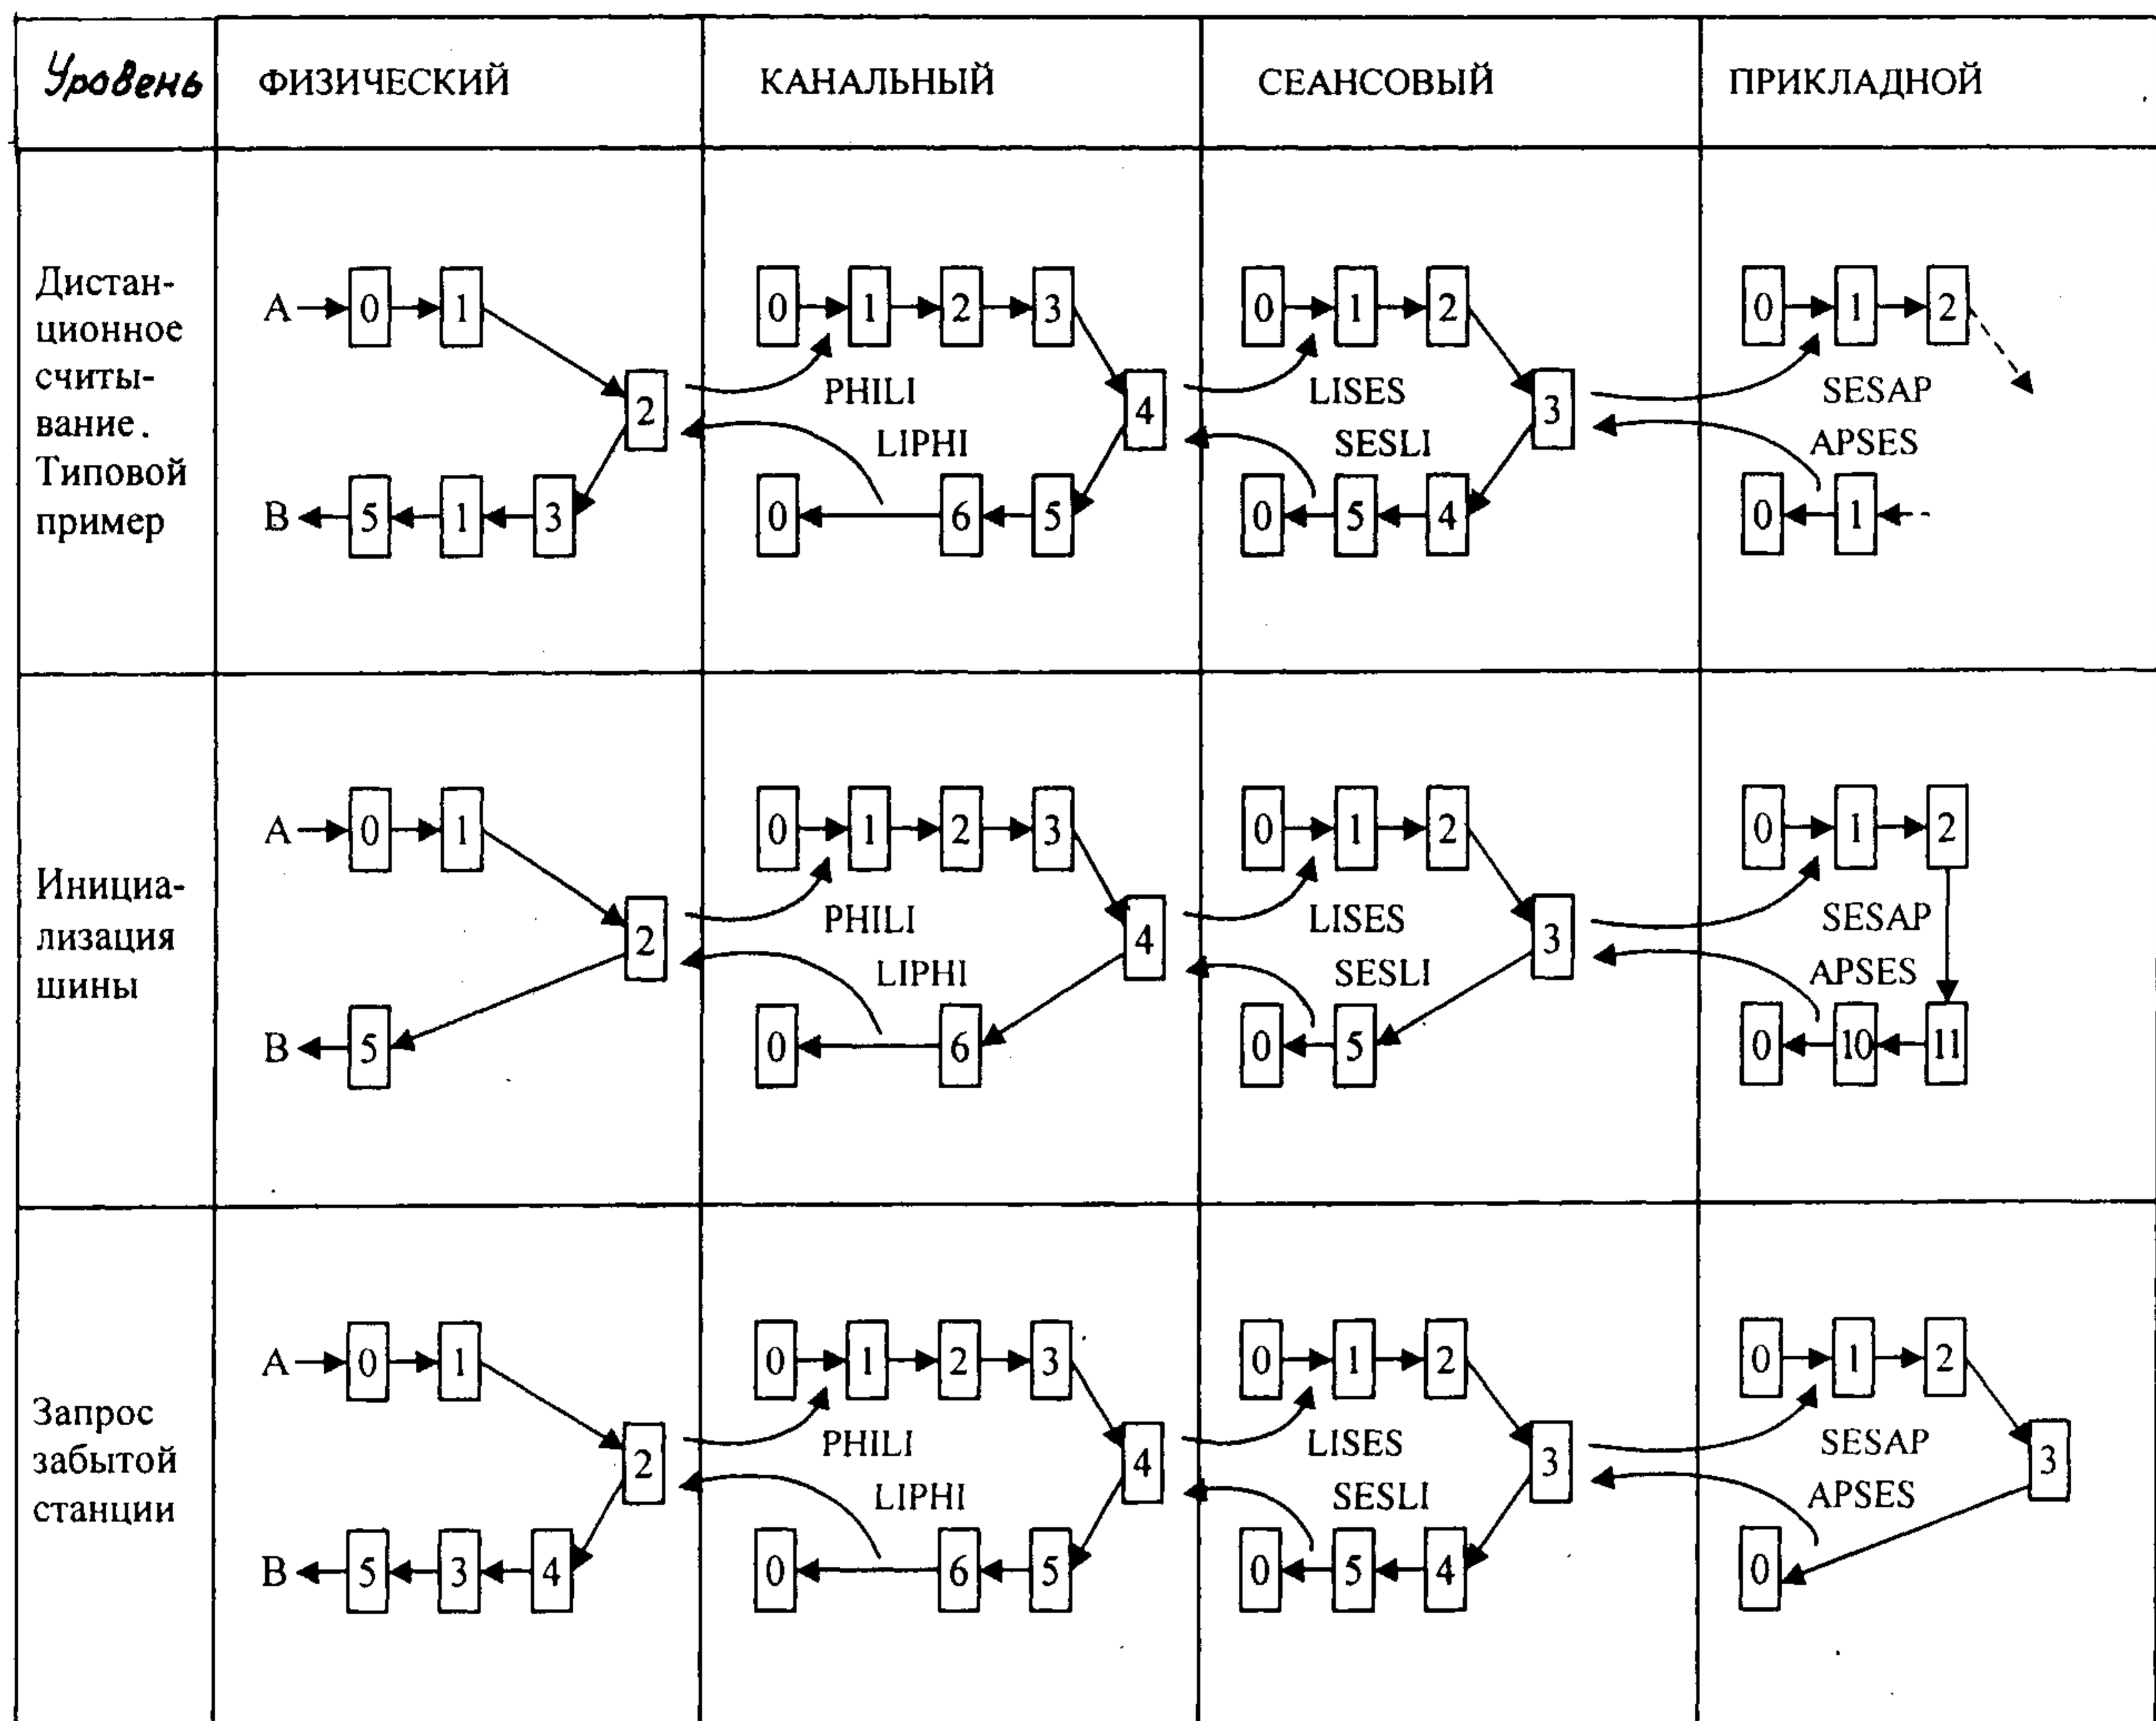 Уровень ФИЗИЧЕСКИЙ КАНАЛЬНЫЙ СЕАНСОВЫЙ ПРИКЛАДНОЙ
Дистан-
ционное
считы-
вание.
Типовой
пример
A 0 1
2
B 5 1 3
0 1 2 3
PHILI
4
LIPHI
0 6 5
0 1 2
LISES
3
SESLI
0 5 4
0 1 2
SESAP
APSES
0 1
Инициа-
лизация
шины
A 0 1
2
B 5
0 1 2 3
PHILI
4
LIPHI
0 6
0 1 2
LISES
3
SESLI
0 5
0 1 2
SESAP
APSES
0 10 11
Запрос
забытой
станции
A 0 1
2
B 5 3 4
0 1 2 3
PHILI
4
LIPHI
0 6 5
0 1 2
LISES
3
SESLI
0 5 4
0 1 2
SESAP
3
APSES
0